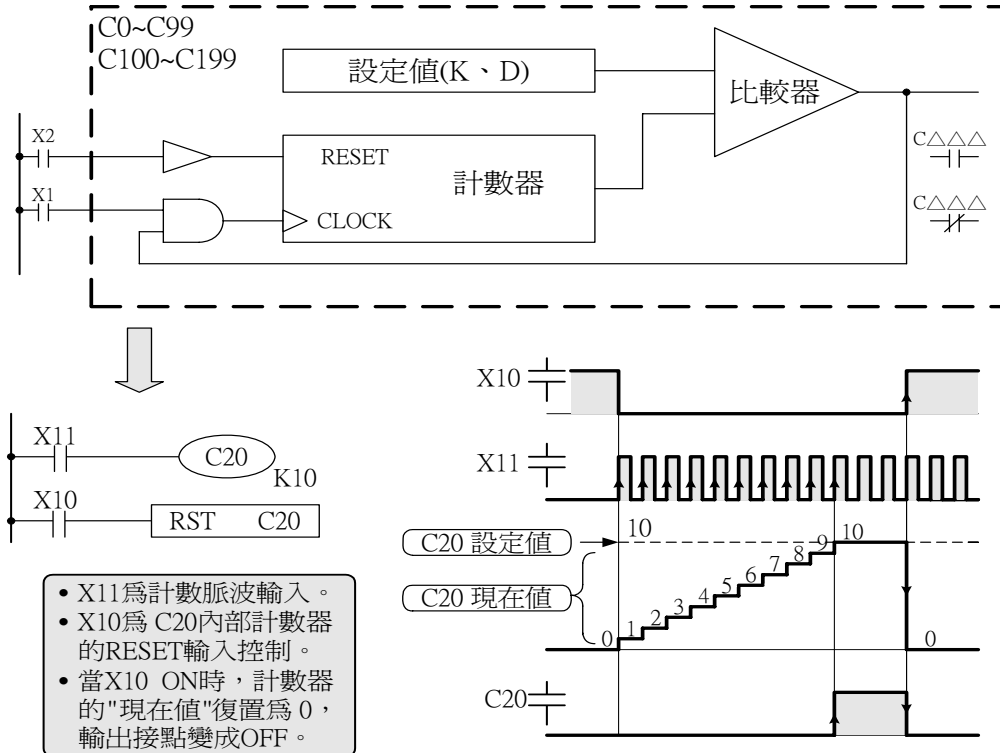 C0~C99
C100~C199
設定値(K、D)
比較器
X2
RESET
計數器
X1
CLOCK
C△△△
C△△△
X11
C20
K10
X10
RST C20
• X11爲計數脈波輸入。
• X10爲 C20內部計數器
的RESET輸入控制。
• 當X10 ON時，計數器
的"現在値"復置爲 0，
輸出接點變成OFF。
X10
X11
C20 設定値
10
C20 現在値
0
1
2
3
4
5
6
7
8
9
10
0
C20